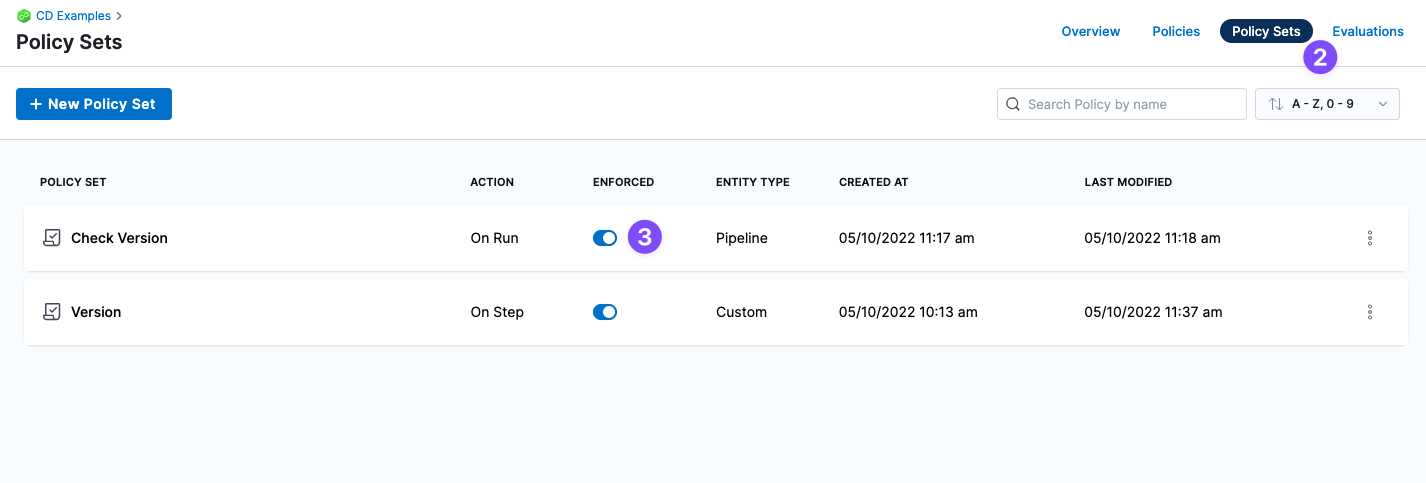 CD Examples >
Policy Sets
Overview Policies Policy Sets Evaluations
2
+ New Policy Set
Search Policy by name
A - Z, 0 - 9
POLICY SET ACTION ENFORCED ENTITY TYPE CREATED AT LAST MODIFIED
Check Version On Run 3 Pipeline 05/10/2022 11:17 am 05/10/2022 11:18 am
Version On Step Custom 05/10/2022 10:13 am 05/10/2022 11:37 am